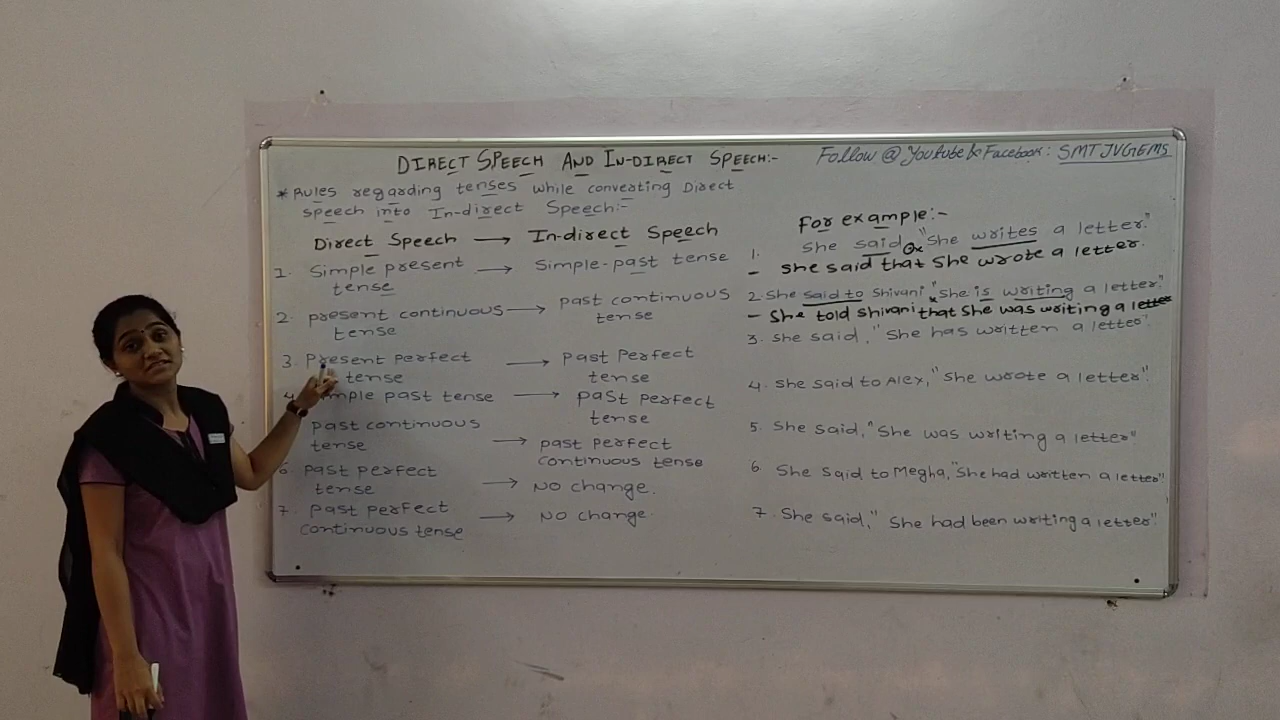 DIRECT SPEECH AND IN-DIRECT SPEECH:-
Follow @ Youtube & Facebook: SMTJVGEMS
* Rules regarding tenses while converting Direct
speech into In-direct Speech:-
Direct Speech → In-direct Speech
1. Simple present → Simple-past tense
tense
2. present continuous → past continuous
tense tense
3. Present perfect → Past Perfect
tense tense
4. mple past tense → past perfect
tense
past continuous
tense → past perfect
continuous tense
6. past perfect
tense → No change.
7. past perfect
continuous tense → No change.
For example:-
1. She said, "She writes a letter."
- She said that She wrote a letter.
2. She said to Shivani, "She is writing a letter."
- She told Shivani that She was writing a letter
3. She said, "She has written a letter".
4. She said to Alex, "She wrote a letter".
5. She said, "She was writing a letter"
6. She said to Megha, "She had written a letter"
7. She said, "She had been writing a letter".